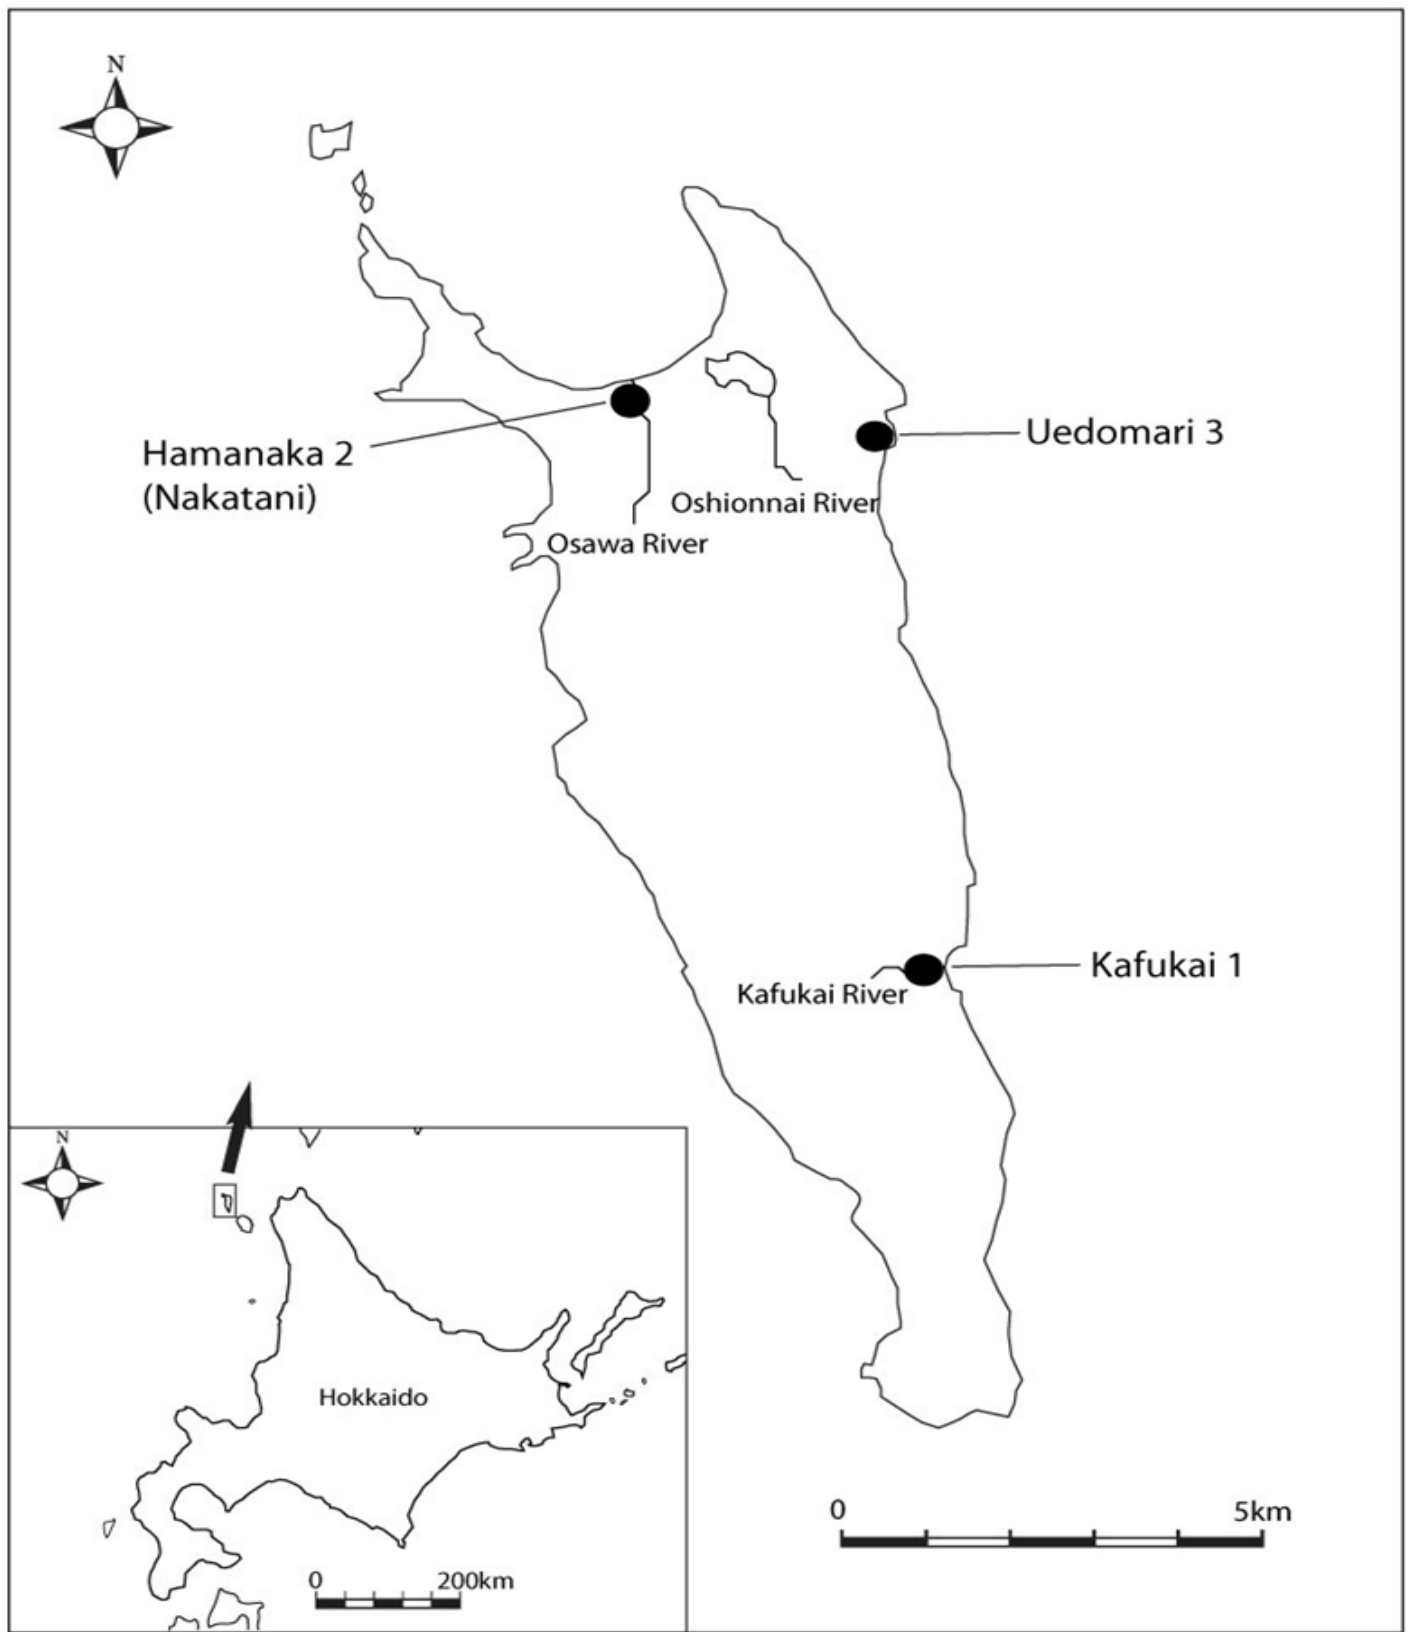 N
Hamanaka 2
(Nakatani)
Uedomari 3
Oshionnai River
Osawa River
Kafukai 1
Kafukai River
N
Hokkaido
0 200km
0 5km